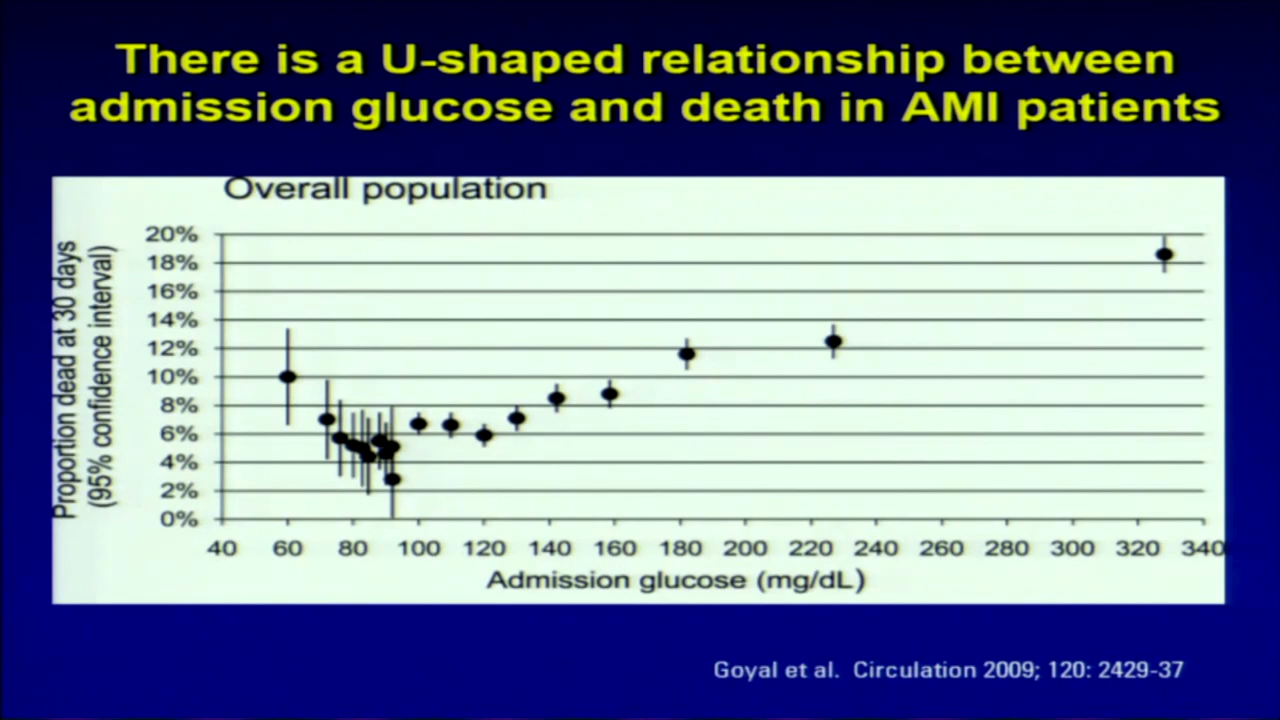 There is a U-shaped relationship between
admission glucose and death in AMI patients
Overall population
Proportion dead at 30 days
(95% confidence interval)
20%
18%
16%
14%
12%
10%
8%
6%
4%
2%
0%
40 60 80 100 120 140 160 180 200 220 240 260 280 300 320 340
Admission glucose (mg/dL)
Goyal et al. Circulation 2009; 120: 2429-37